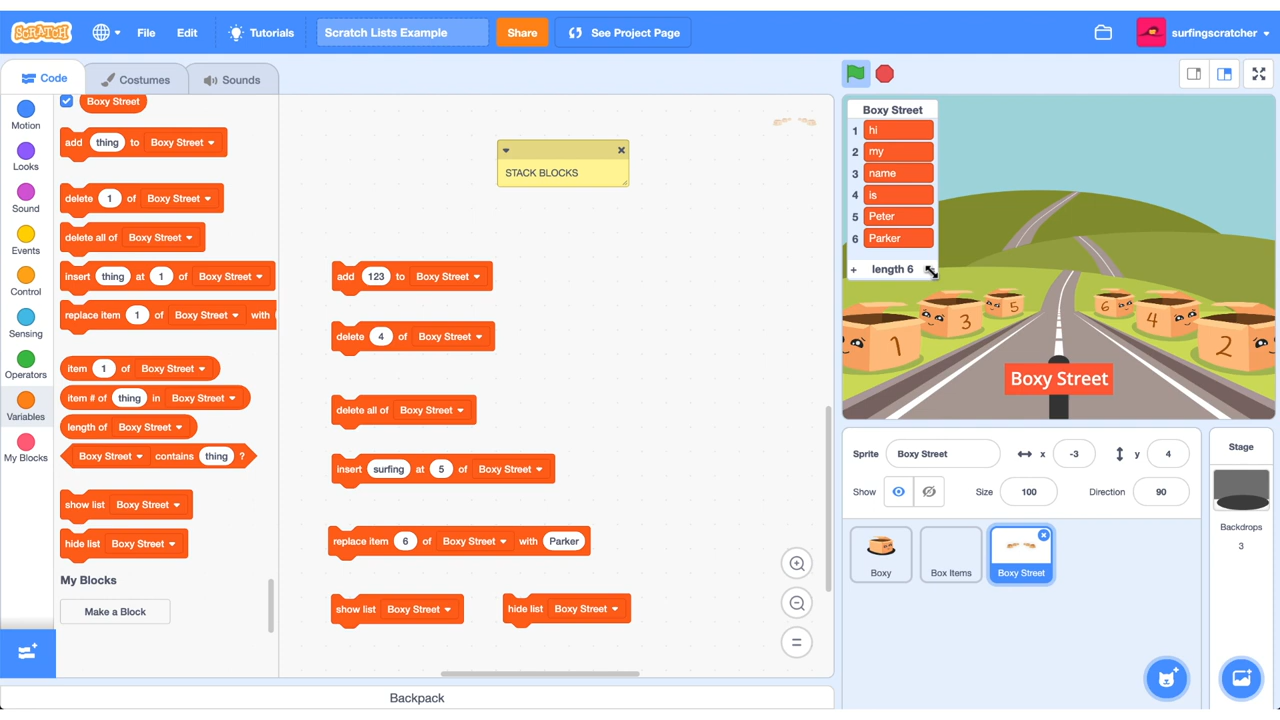 SCRATCH
File
Edit
Tutorials
Scratch Lists Example
Share
See Project Page
surfingscratcher
Code
Costumes
Sounds
Motion
Looks
Sound
Events
Control
Sensing
Operators
Variables
My Blocks
Boxy Street
add thing to Boxy Street
delete 1 of Boxy Street
delete all of Boxy Street
insert thing at 1 of Boxy Street
replace item 1 of Boxy Street with
item 1 of Boxy Street
item # of thing in Boxy Street
length of Boxy Street
Boxy Street contains thing ?
show list Boxy Street
hide list Boxy Street
My Blocks
Make a Block
STACK BLOCKS
add 123 to Boxy Street
delete 4 of Boxy Street
delete all of Boxy Street
insert surfing at 5 of Boxy Street
replace item 6 of Boxy Street with Parker
show list Boxy Street
hide list Boxy Street
Backpack
Boxy Street
1 hi
2 my
3 name
4 is
5 Peter
6 Parker
+ length 6
1 3 5 6 4 2
Boxy Street
Sprite Boxy Street x -3 y 4
Show Size 100 Direction 90
Boxy
Box Items
Boxy Street
Stage
Backdrops
3